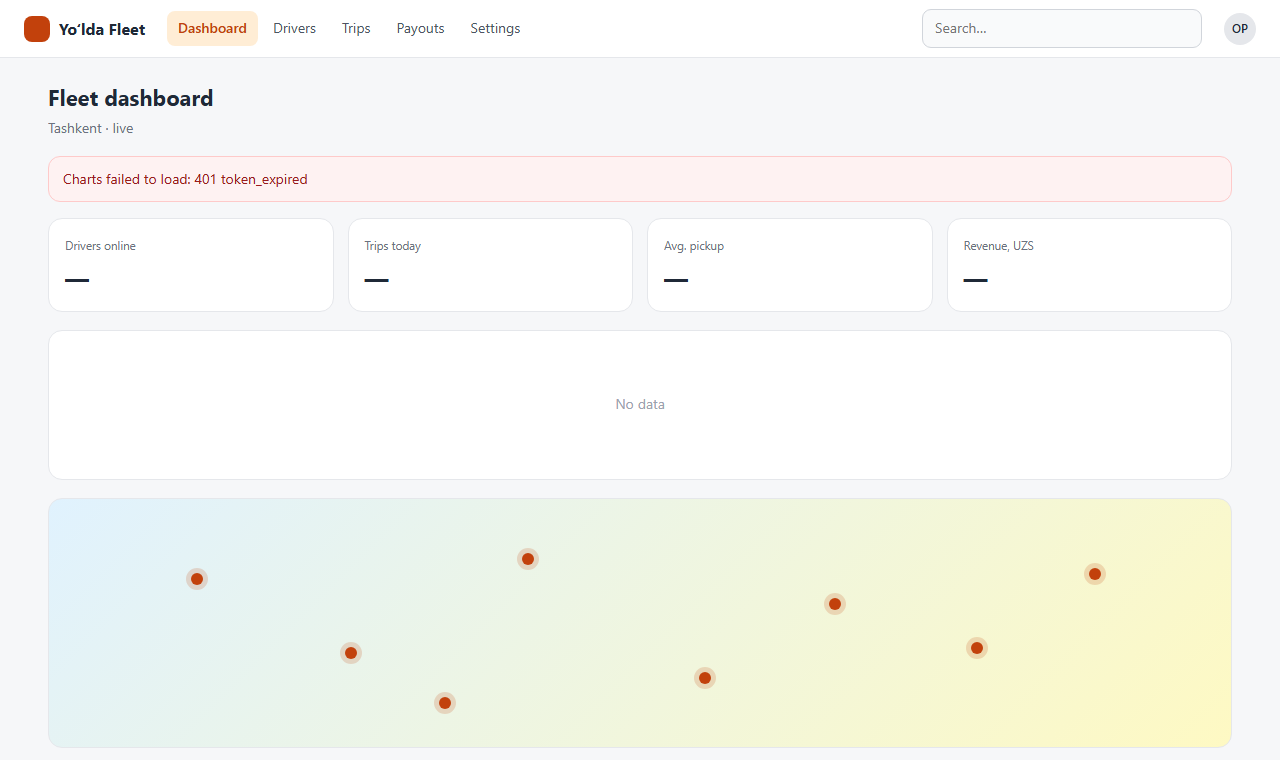 Yo‘lda Fleet
Dashboard
Drivers
Trips
Payouts
Settings
Search...
OP
Fleet dashboard
Tashkent · live
Charts failed to load: 401 token_expired
Drivers online
—
Trips today
—
Avg. pickup
—
Revenue, UZS
—
No data